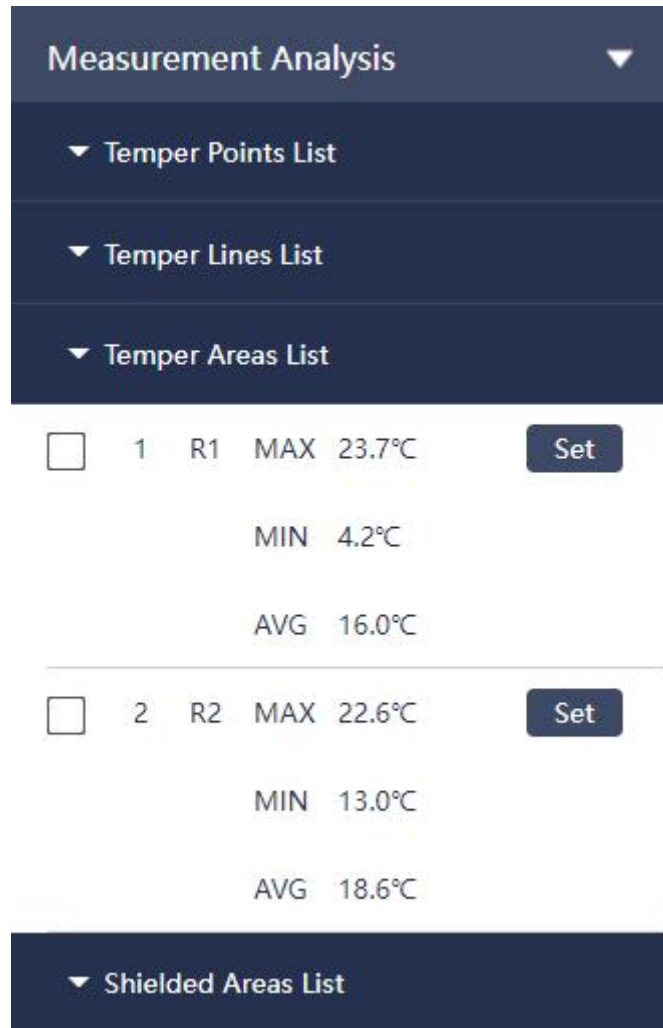 Measurement Analysis
Temper Points List
Temper Lines List
Temper Areas List
1 R1 MAX 23.7℃ Set
MIN 4.2℃
AVG 16.0℃
2 R2 MAX 22.6℃ Set
MIN 13.0℃
AVG 18.6℃
Shielded Areas List